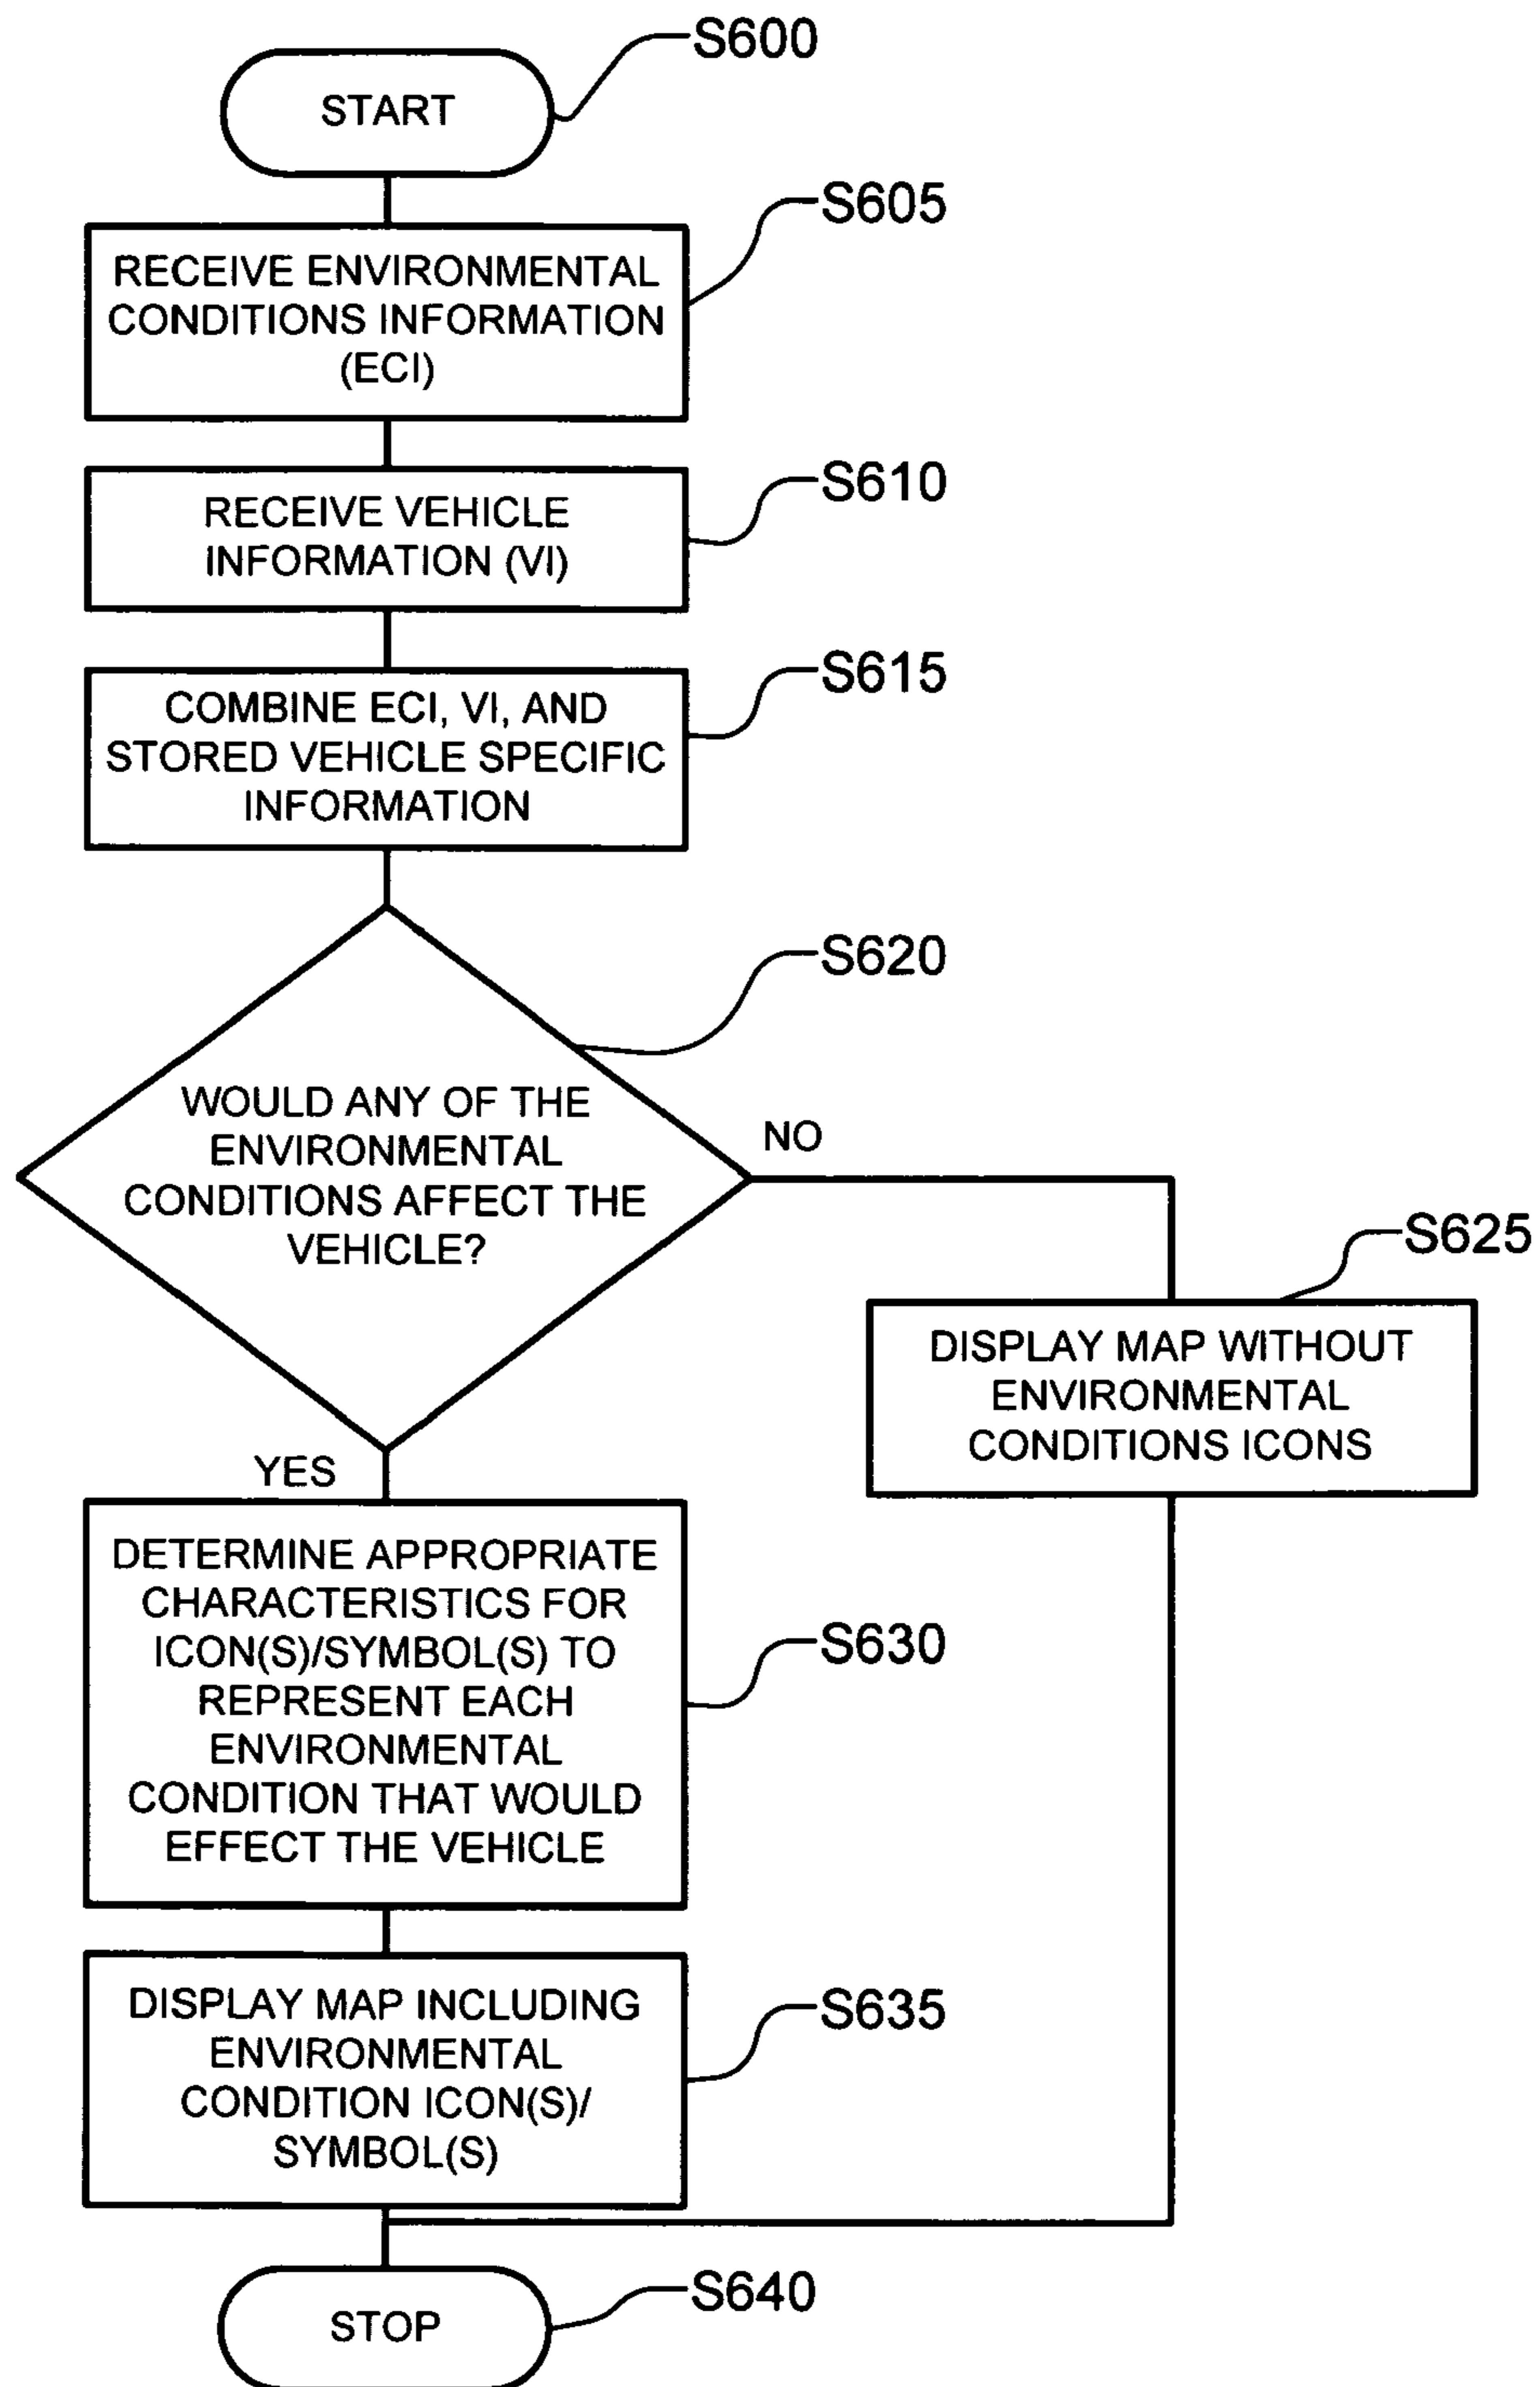 S600
START
S605
RECEIVE ENVIRONMENTAL
CONDITIONS INFORMATION
(ECI)
S610
RECEIVE VEHICLE
INFORMATION (VI)
S615
COMBINE ECI, VI, AND
STORED VEHICLE SPECIFIC
INFORMATION
S620
WOULD ANY OF THE
ENVIRONMENTAL
CONDITIONS AFFECT THE
VEHICLE?
NO
S625
DISPLAY MAP WITHOUT
ENVIRONMENTAL
CONDITIONS ICONS
YES
DETERMINE APPROPRIATE
CHARACTERISTICS FOR
ICON(S)/SYMBOL(S) TO
REPRESENT EACH
ENVIRONMENTAL
CONDITION THAT WOULD
EFFECT THE VEHICLE
S630
DISPLAY MAP INCLUDING
ENVIRONMENTAL
CONDITION ICON(S)/
SYMBOL(S)
S635
STOP
S640